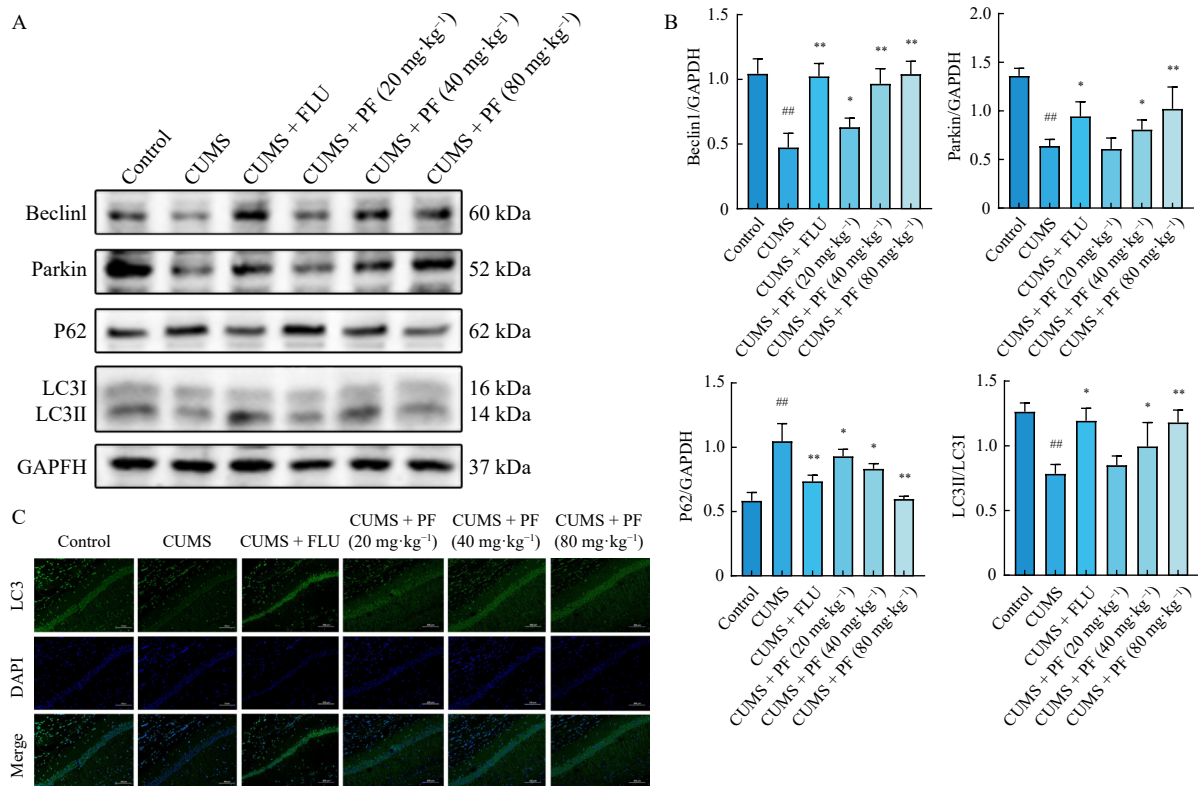 A
Control
CUMS
CUMS + FLU
CUMS + PF (20 mg·kg⁻¹)
CUMS + PF (40 mg·kg⁻¹)
CUMS + PF (80 mg·kg⁻¹)
Beclinl
60 kDa
Parkin
52 kDa
P62
62 kDa
LC3I
16 kDa
LC3II
14 kDa
GAPFH
37 kDa
B
Beclin1/GAPDH
1.5
1.0
0.5
0
##
**
*
**
**
Control
CUMS
CUMS + FLU
CUMS + PF (20 mg·kg⁻¹)
CUMS + PF (40 mg·kg⁻¹)
CUMS + PF (80 mg·kg⁻¹)
Parkin/GAPDH
2.0
1.5
1.0
0.5
0
##
*
*
**
Control
CUMS
CUMS + FLU
CUMS + PF (20 mg·kg⁻¹)
CUMS + PF (40 mg·kg⁻¹)
CUMS + PF (80 mg·kg⁻¹)
P62/GAPDH
1.5
1.0
0.5
0
##
**
*
*
**
Control
CUMS
CUMS + FLU
CUMS + PF (20 mg·kg⁻¹)
CUMS + PF (40 mg·kg⁻¹)
CUMS + PF (80 mg·kg⁻¹)
LC3II/LC3I
1.5
1.0
0.5
0
##
*
*
**
Control
CUMS
CUMS + FLU
CUMS + PF (20 mg·kg⁻¹)
CUMS + PF (40 mg·kg⁻¹)
CUMS + PF (80 mg·kg⁻¹)
C
Control
CUMS
CUMS + FLU
CUMS + PF
(20 mg·kg⁻¹)
CUMS + PF
(40 mg·kg⁻¹)
CUMS + PF
(80 mg·kg⁻¹)
LC3
DAPI
Merge